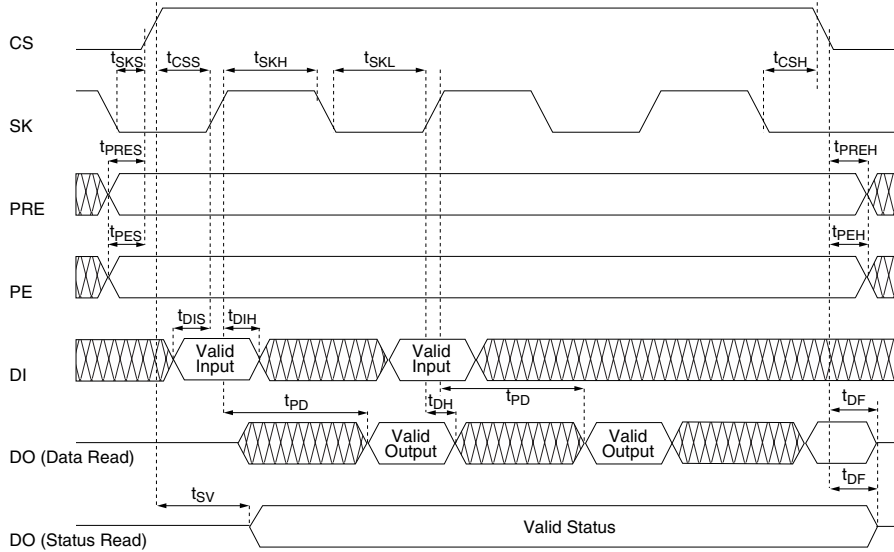 CS
tSKS tCSS tSKH tSKL tCSH
SK
tPRES tPREH
PRE
tPES tPEH
PE
tDIS tDIH
DI
Valid Input Valid Input
tPD tDH tPD tDF
DO (Data Read)
Valid Output Valid Output
tDF
tSV
DO (Status Read)
Valid Status